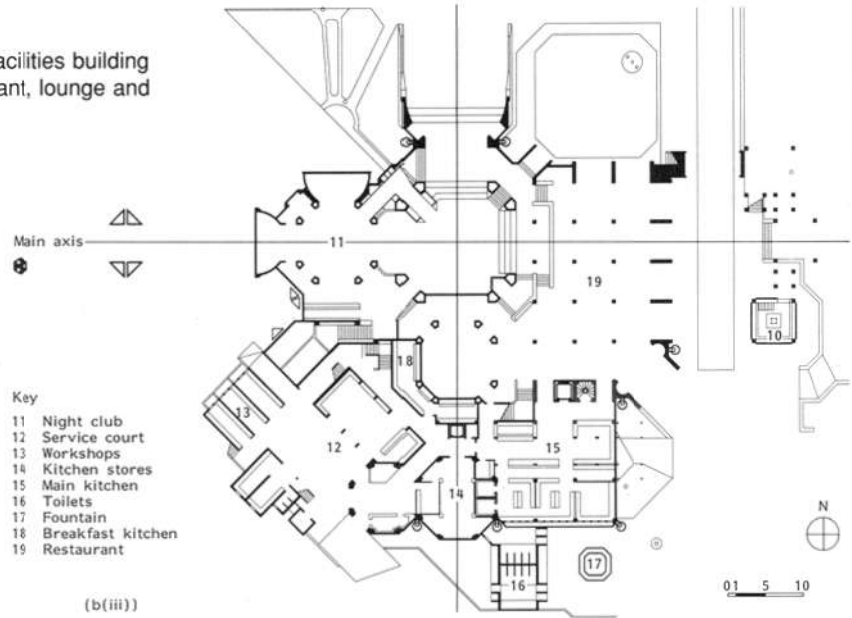 acilities building
ant, lounge and
Main axis
11
19
10
18
13
12
15
14
17
16
Key
11 Night club
12 Service court
13 Workshops
14 Kitchen stores
15 Main kitchen
16 Toilets
17 Fountain
18 Breakfast kitchen
19 Restaurant
N
01 5 10
(b(iii))